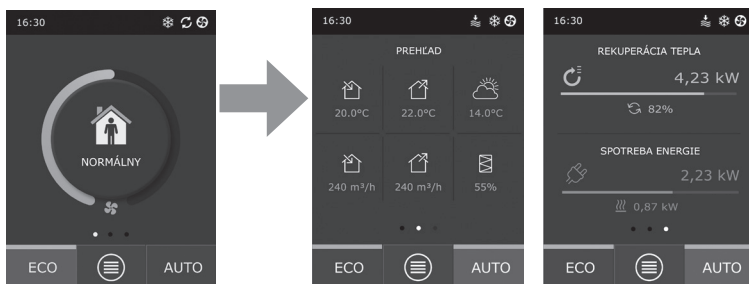 16:30
NORMÁLNY
ECO
AUTO
16:30
PREHĽAD
20.0°C 22.0°C 14.0°C
240 m³/h 240 m³/h 55%
ECO
AUTO
16:30
REKUPERÁCIA TEPLA
4,23 kW
82%
SPOTREBA ENERGIE
2,23 kW
0,87 kW
ECO
AUTO